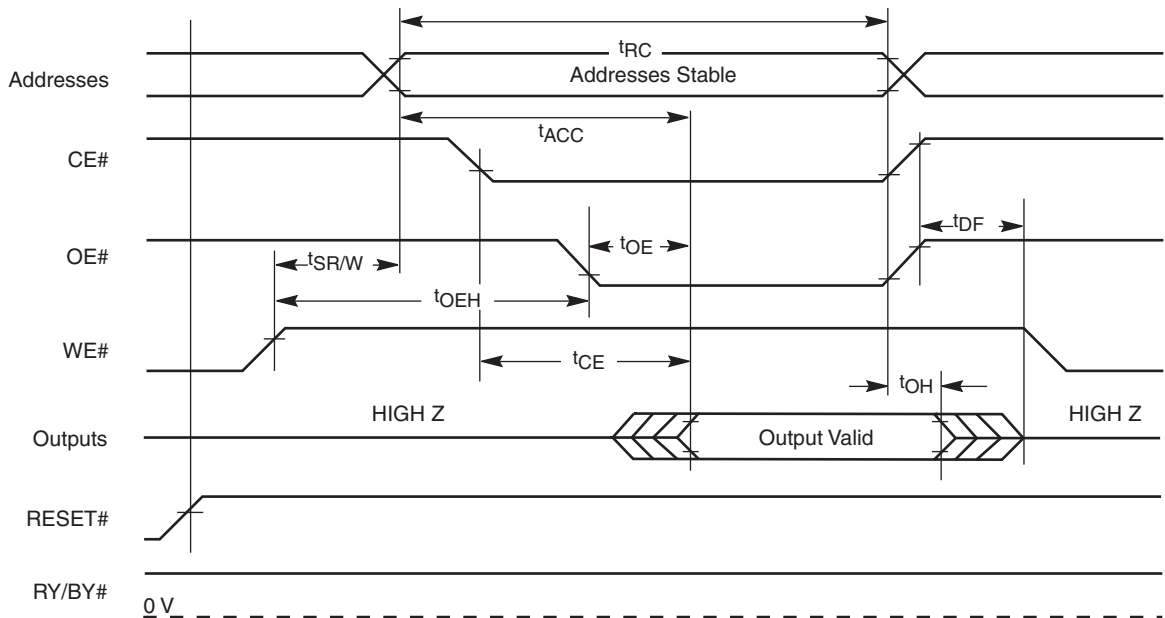 tRC
Addresses
Addresses Stable
tACC
CE#
tDF
OE#
tSR/W
tOE
tOEH
WE#
tCE
tOH
HIGH Z
HIGH Z
Outputs
Output Valid
RESET#
RY/BY#
0 V